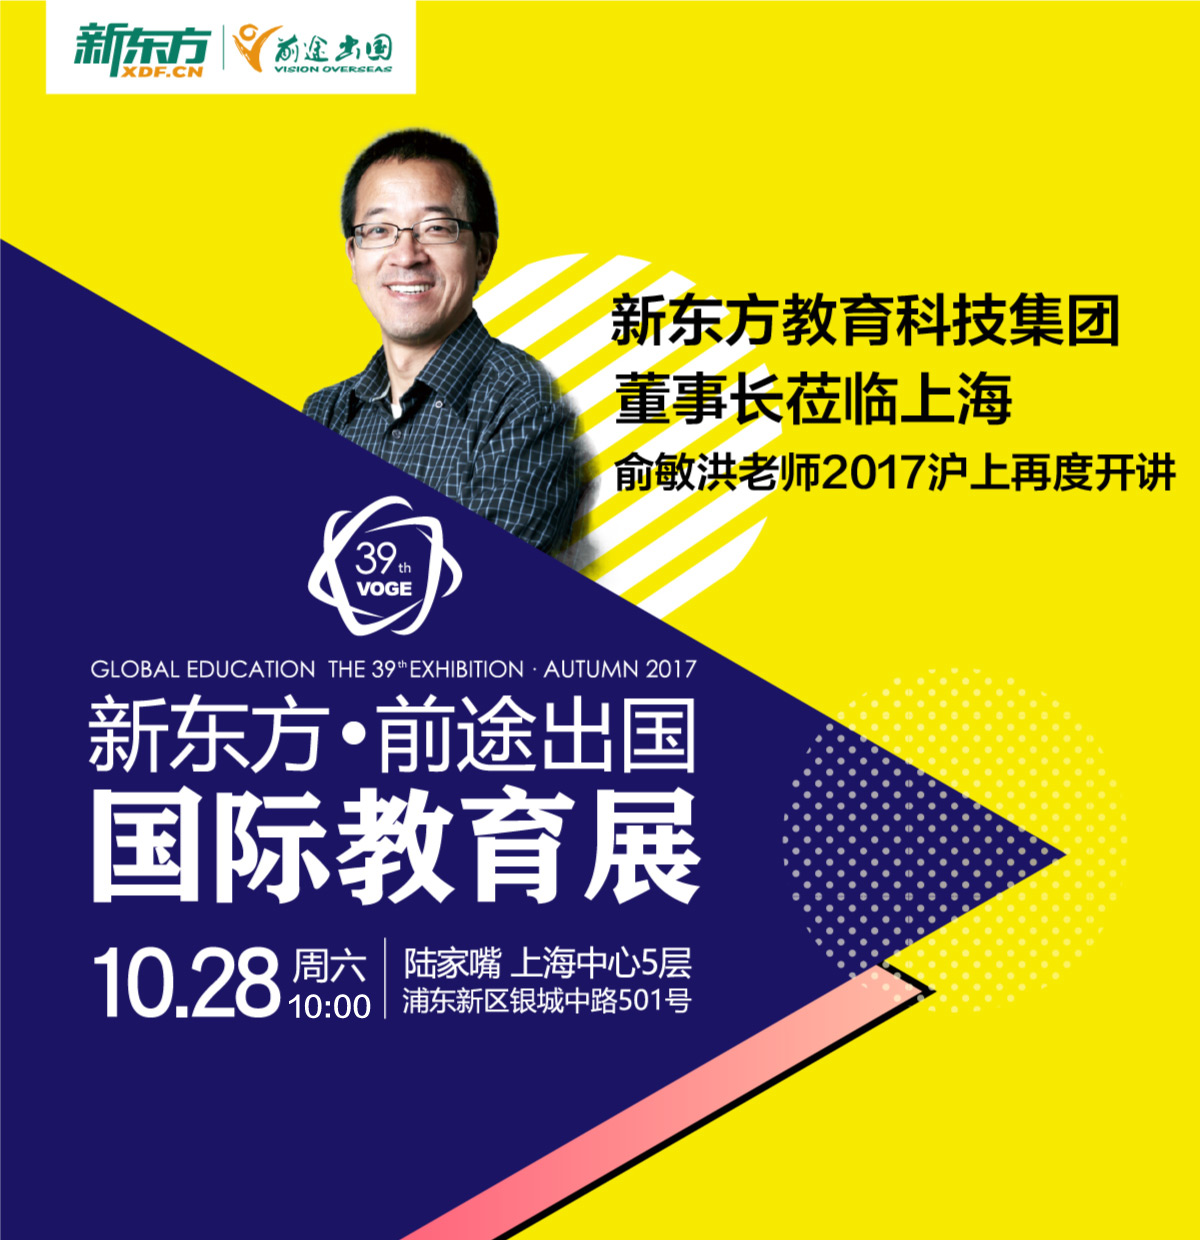 新东方
XDF.CN
前途出国
VISION OVERSEAS
新东方教育科技集团
董事长莅临上海
俞敏洪老师2017沪上再度开讲
39th
VOGE
GLOBAL EDUCATION THE 39th EXHIBITION · AUTUMN 2017
新东方·前途出国
国际教育展
10.28 周六 10:00
陆家嘴 上海中心5层
浦东新区银城中路501号